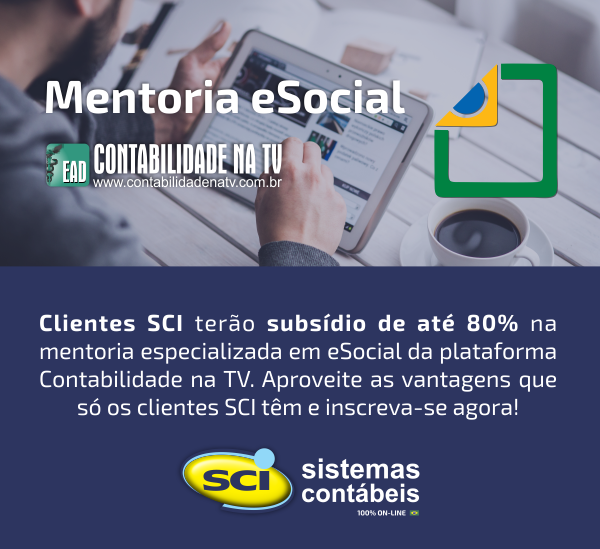 Mentoria eSocial
EAD
CONTABILIDADE NA TV
www.contabilidadenatv.com.br
Clientes SCI terão subsídio de até 80% na
mentoria especializada em eSocial da plataforma
Contabilidade na TV. Aproveite as vantagens que
só os clientes SCI têm e inscreva-se agora!
SCI
sistemas
contábeis
100% ON-LINE